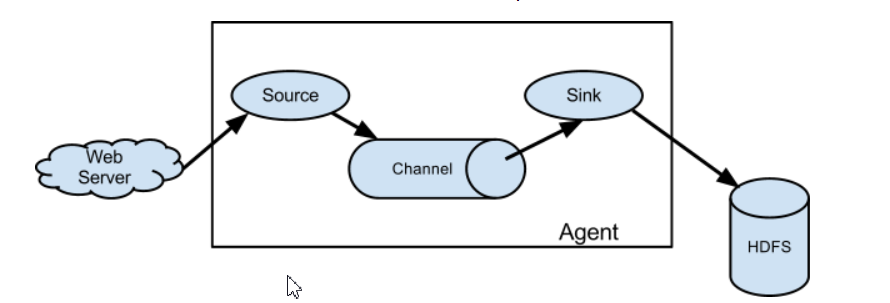 Web
Server
Source
Channel
Sink
Agent
HDFS